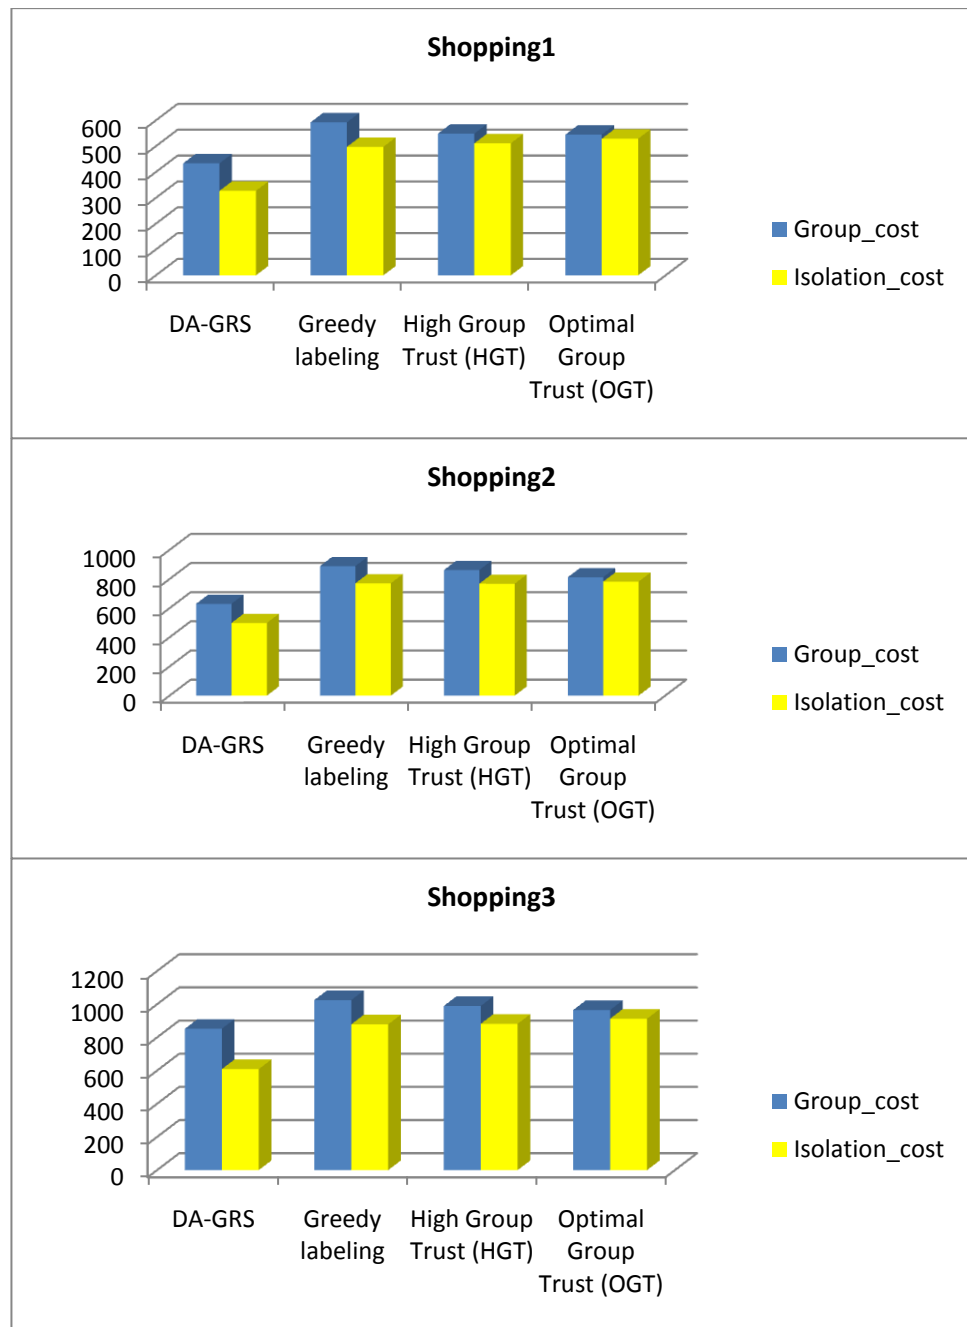 Shopping1
600
500
400
300
200
100
0
DA-GRS
Greedy
labeling
High Group
Trust (HGT)
Optimal
Group
Trust (OGT)
Group_cost
Isolation_cost
Shopping2
1000
800
600
400
200
0
DA-GRS
Greedy
labeling
High Group
Trust (HGT)
Optimal
Group
Trust (OGT)
Group_cost
Isolation_cost
Shopping3
1200
1000
800
600
400
200
0
DA-GRS
Greedy
labeling
High Group
Trust (HGT)
Optimal
Group
Trust (OGT)
Group_cost
Isolation_cost